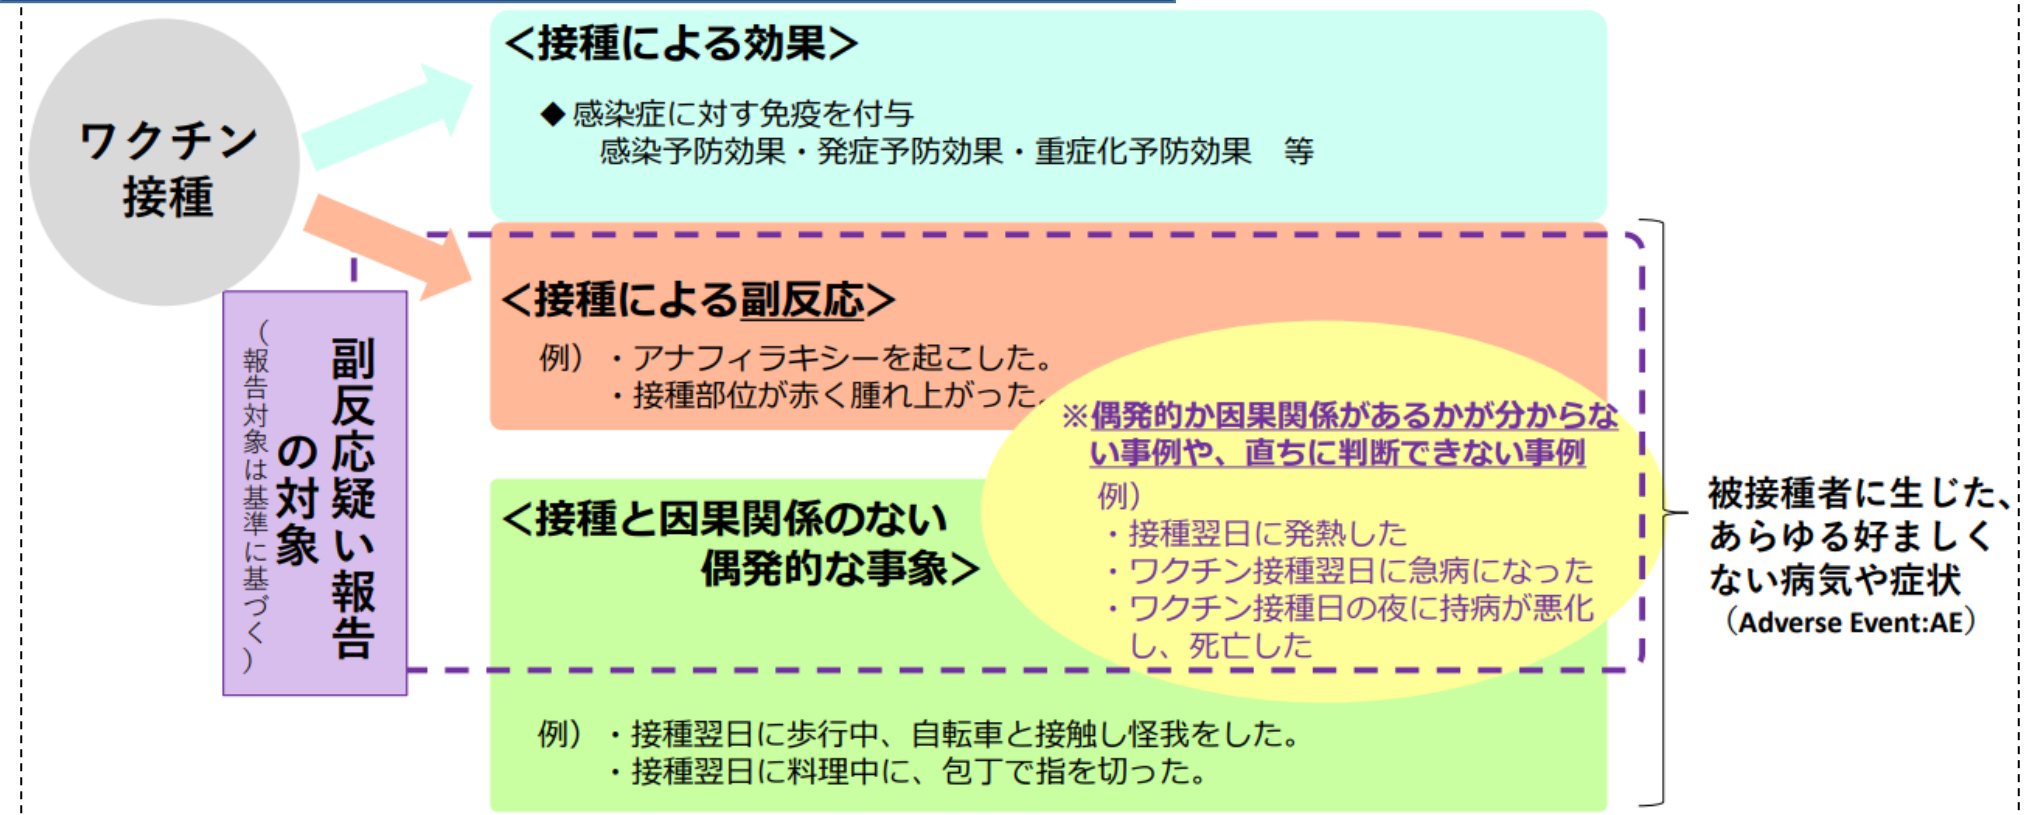 ワクチン
接種
<接種による効果>
◆ 感染症に対す免疫を付与
感染予防効果・発症予防効果・重症化予防効果　等
<接種による副反応>
例）・アナフィラキシーを起こした。
・接種部位が赤く腫れ上がった。
副反応疑い報告
の対象
（報告対象は基準に基づく）
※偶発的か因果関係があるかが分からな
い事例や、直ちに判断できない事例
例）
・接種翌日に発熱した
・ワクチン接種翌日に急病になった
・ワクチン接種日の夜に持病が悪化
し、死亡した
<接種と因果関係のない
偶発的な事象>
例）・接種翌日に歩行中、自転車と接触し怪我をした。
・接種翌日に料理中に、包丁で指を切った。
被接種者に生じた、
あらゆる好ましく
ない病気や症状
（Adverse Event:AE）